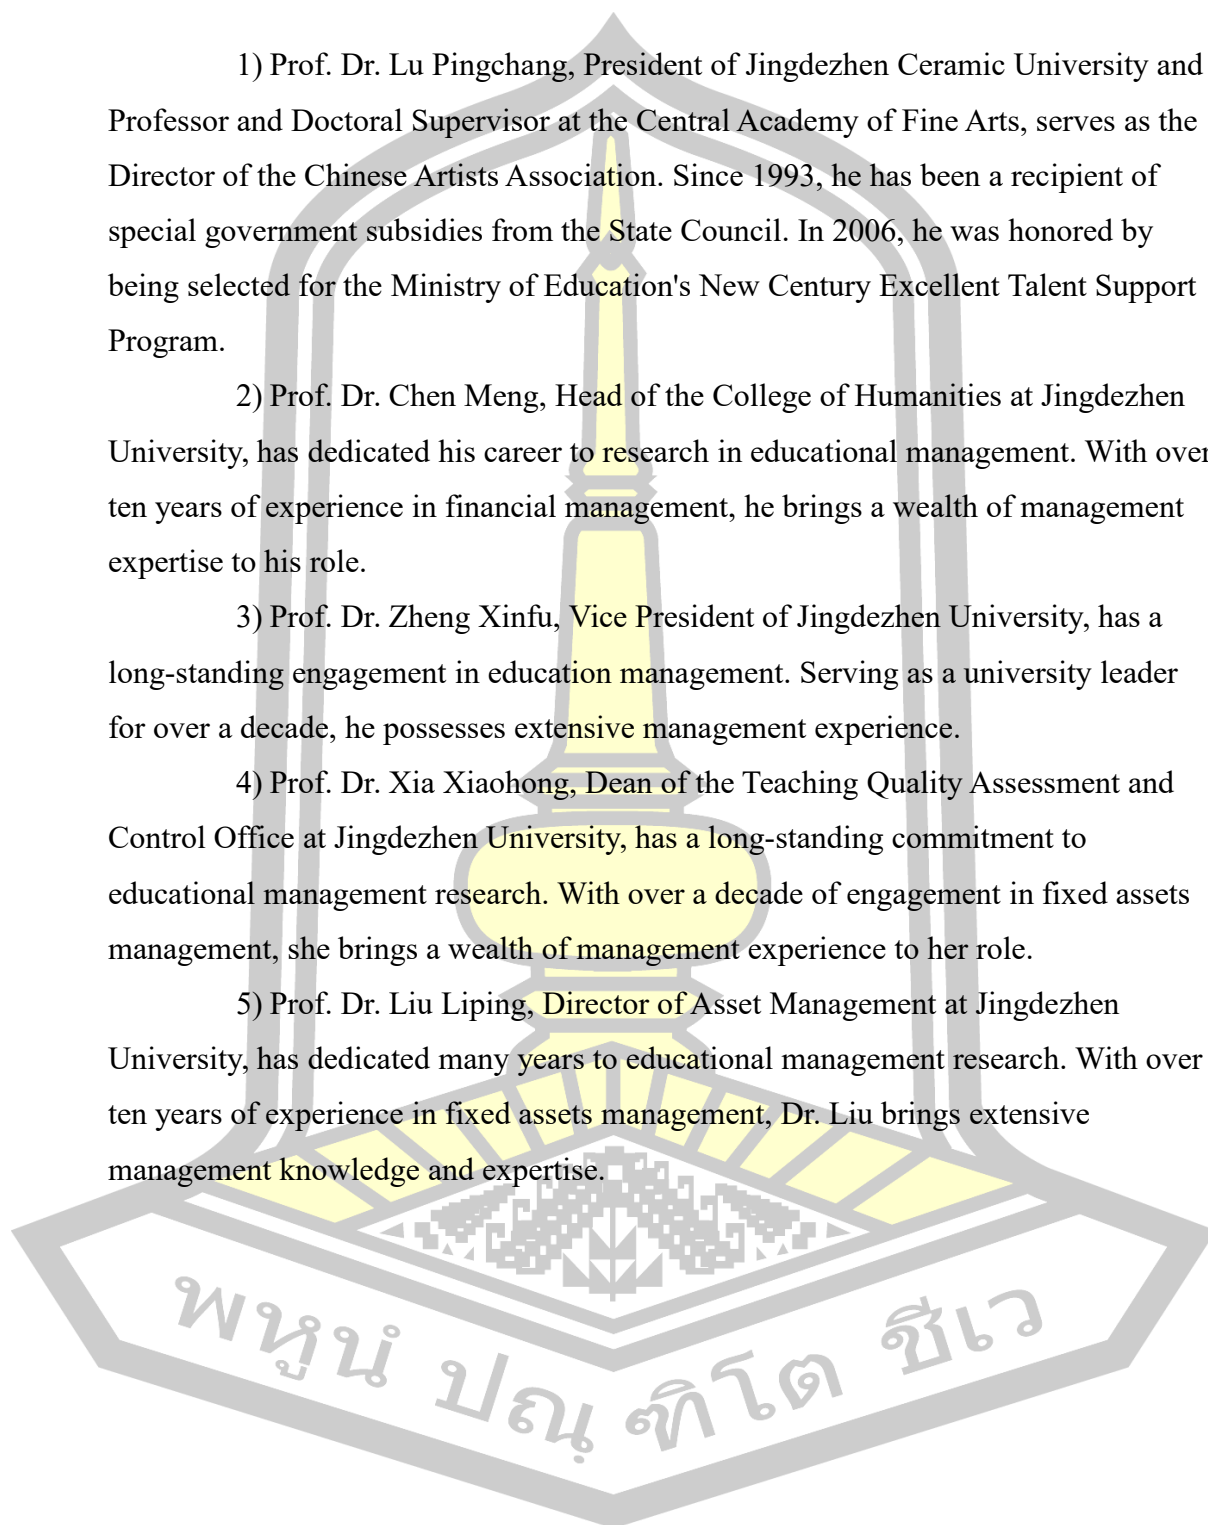 1) Prof. Dr. Lu Pingchang, President of Jingdezhen Ceramic University and
Professor and Doctoral Supervisor at the Central Academy of Fine Arts, serves as the
Director of the Chinese Artists Association. Since 1993, he has been a recipient of
special government subsidies from the State Council. In 2006, he was honored by
being selected for the Ministry of Education's New Century Excellent Talent Support
Program.
2) Prof. Dr. Chen Meng, Head of the College of Humanities at Jingdezhen
University, has dedicated his career to research in educational management. With over
ten years of experience in financial management, he brings a wealth of management
expertise to his role.
3) Prof. Dr. Zheng Xinfu, Vice President of Jingdezhen University, has a
long-standing engagement in education management. Serving as a university leader
for over a decade, he possesses extensive management experience.
4) Prof. Dr. Xia Xiaohong, Dean of the Teaching Quality Assessment and
Control Office at Jingdezhen University, has a long-standing commitment to
educational management research. With over a decade of engagement in fixed assets
management, she brings a wealth of management experience to her role.
5) Prof. Dr. Liu Liping, Director of Asset Management at Jingdezhen
University, has dedicated many years to educational management research. With over
ten years of experience in fixed assets management, Dr. Liu brings extensive
management knowledge and expertise.
พหูนํ ปณฺ ฑิโต ชีเว